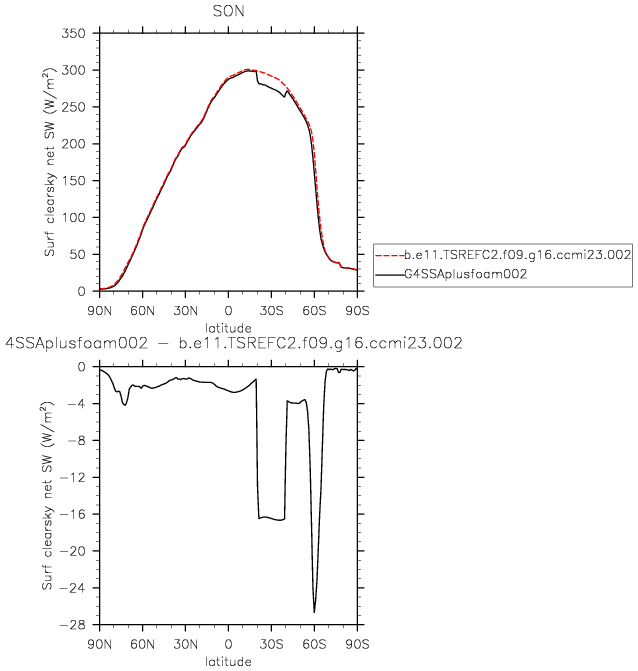 SON
350
300
250
200
150
100
50
0
Surf clearsky net SW (W/m²)
90N 60N 30N 0 30S 60S 90S
latitude
b.e11.TSREFC2.f09.g16.ccmi23.002
G4SSAplusfoam002
4SSAplusfoam002 − b.e11.TSREFC2.f09.g16.ccmi23.002
0
−4
−8
−12
−16
−20
−24
−28
Surf clearsky net SW (W/m²)
90N 60N 30N 0 30S 60S 90S
latitude